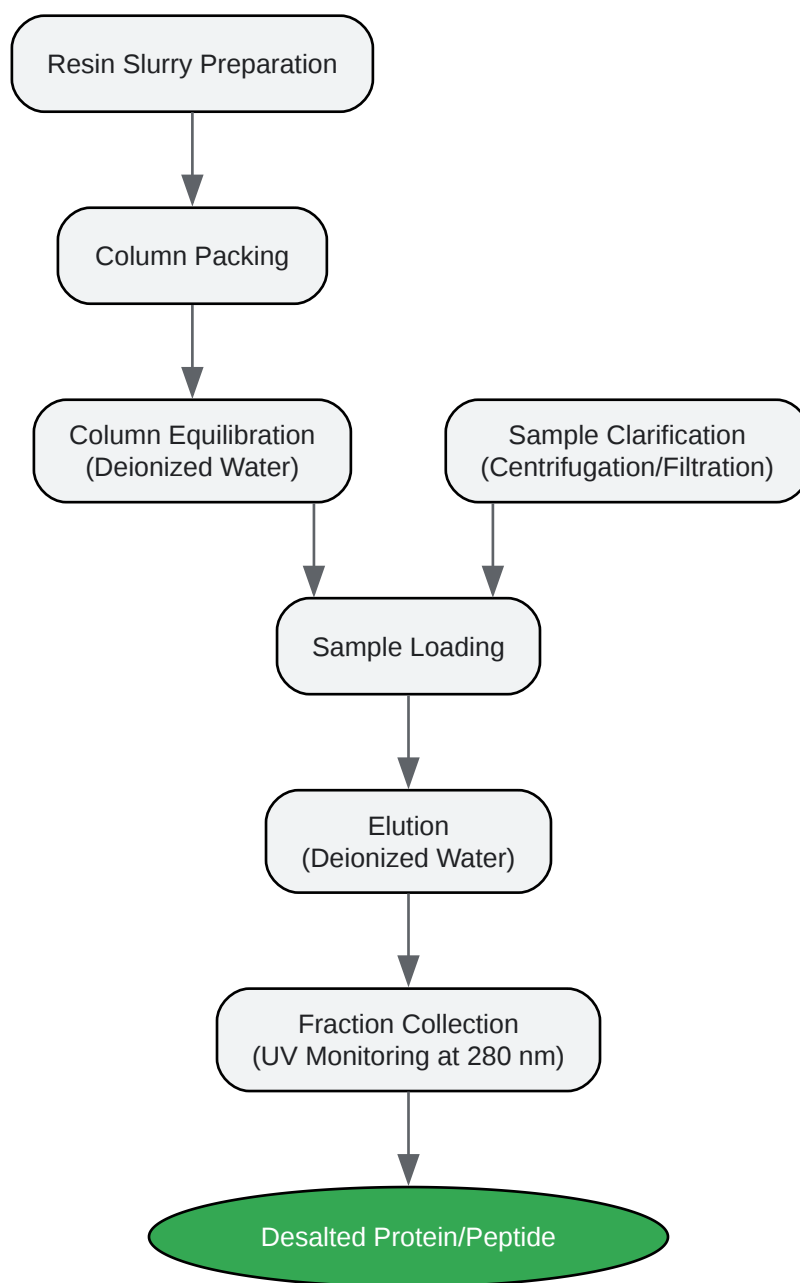 Resin Slurry Preparation
Column Packing
Column Equilibration
(Deionized Water)
Sample Clarification
(Centrifugation/Filtration)
Sample Loading
Elution
(Deionized Water)
Fraction Collection
(UV Monitoring at 280 nm)
Desalted Protein/Peptide